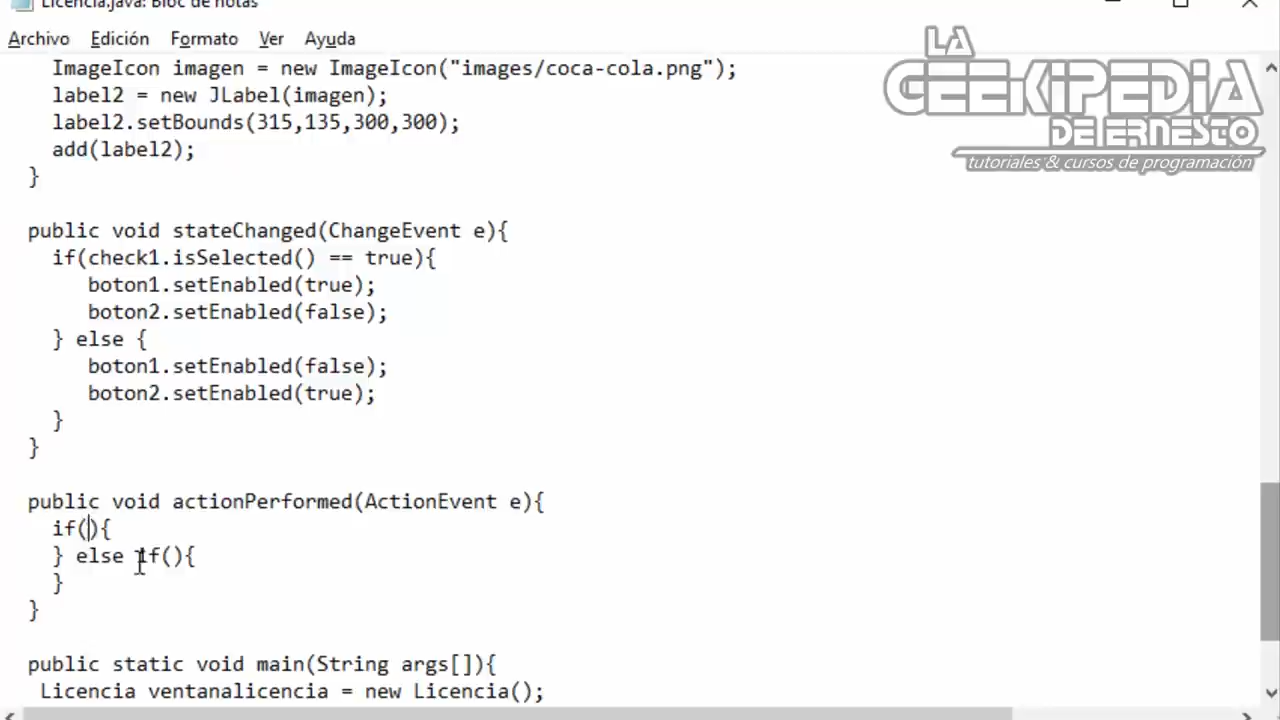 Licencia.java: Bloc de notas
Archivo Edición Formato Ver Ayuda
LA
GEEKIPEDIA
DE ERNESTO
tutoriales & cursos de programación
ImageIcon imagen = new ImageIcon("images/coca-cola.png");
label2 = new JLabel(imagen);
label2.setBounds(315,135,300,300);
add(label2);
}
public void stateChanged(ChangeEvent e){
if(check1.isSelected() == true){
boton1.setEnabled(true);
boton2.setEnabled(false);
} else {
boton1.setEnabled(false);
boton2.setEnabled(true);
}
}
public void actionPerformed(ActionEvent e){
if(){
} else if(){
}
}
public static void main(String args[]){
Licencia ventanalicencia = new Licencia();